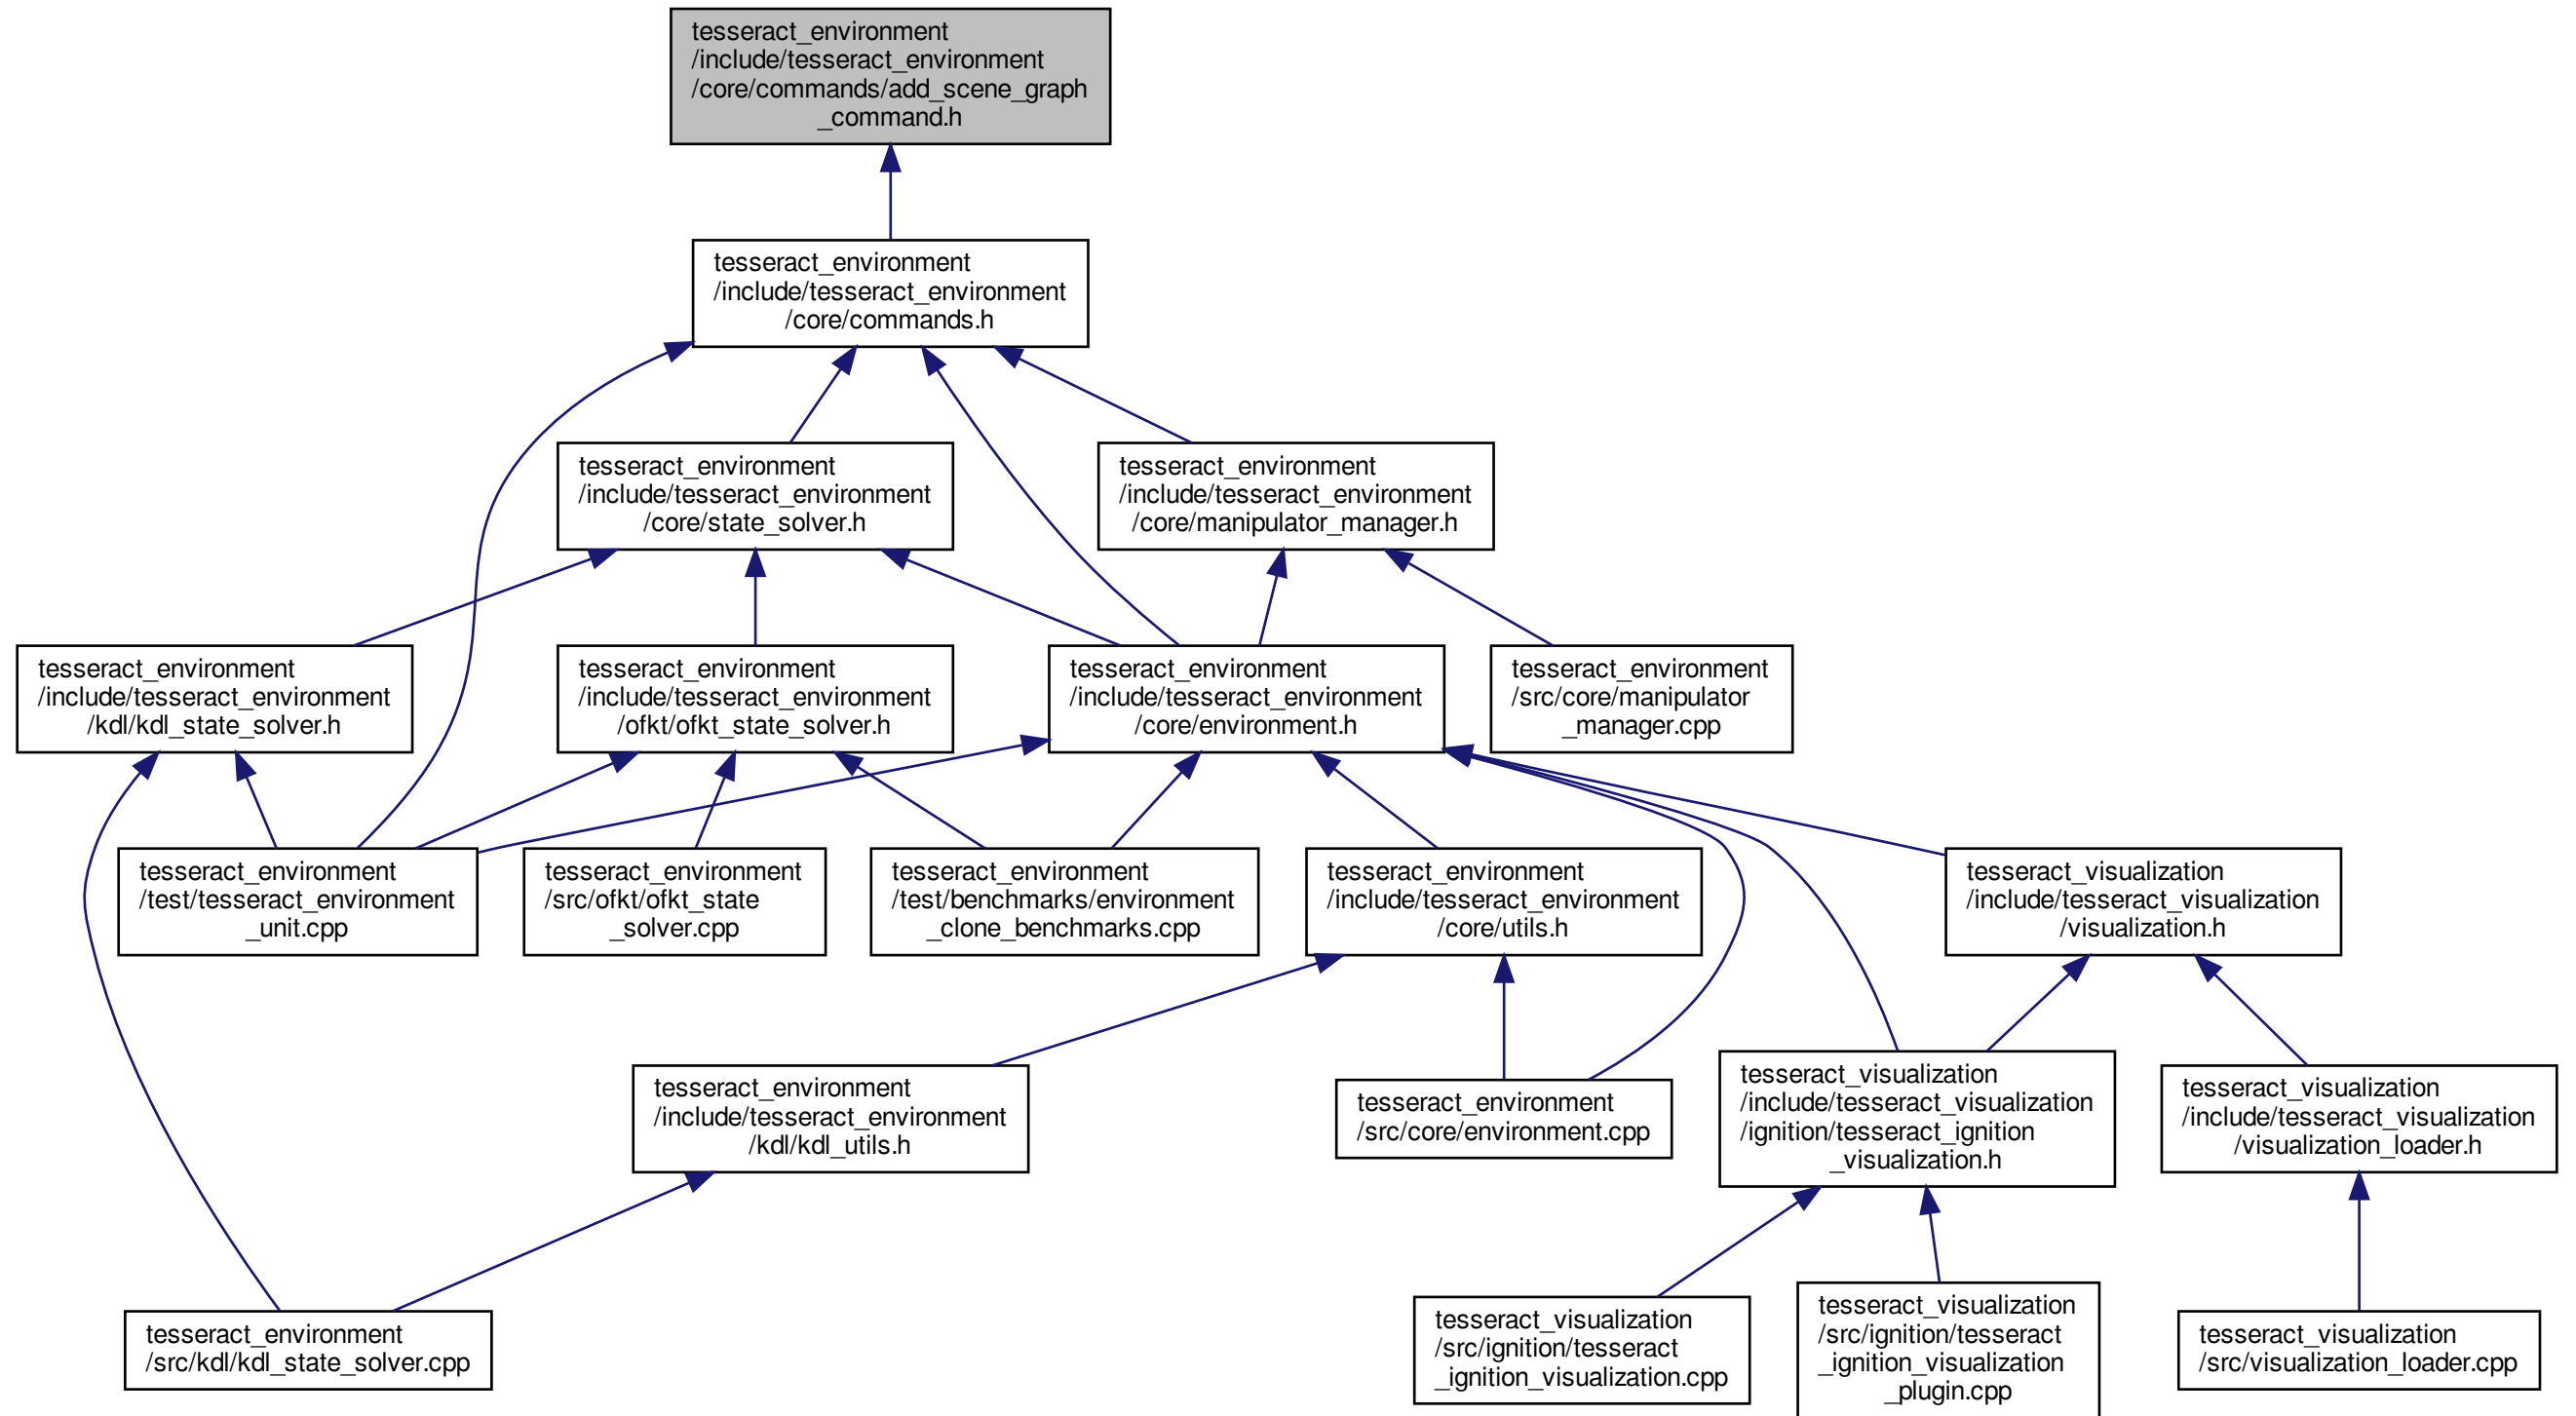 tesseract_environment
/include/tesseract_environment
/core/commands/add_scene_graph
_command.h
tesseract_environment
/include/tesseract_environment
/core/commands.h
tesseract_environment
/include/tesseract_environment
/core/state_solver.h
tesseract_environment
/include/tesseract_environment
/core/manipulator_manager.h
tesseract_environment
/include/tesseract_environment
/kdl/kdl_state_solver.h
tesseract_environment
/include/tesseract_environment
/ofkt/ofkt_state_solver.h
tesseract_environment
/include/tesseract_environment
/core/environment.h
tesseract_environment
/src/core/manipulator
_manager.cpp
tesseract_environment
/test/tesseract_environment
_unit.cpp
tesseract_environment
/src/ofkt/ofkt_state
_solver.cpp
tesseract_environment
/test/benchmarks/environment
_clone_benchmarks.cpp
tesseract_environment
/include/tesseract_environment
/core/utils.h
tesseract_visualization
/include/tesseract_visualization
/visualization.h
tesseract_environment
/include/tesseract_environment
/kdl/kdl_utils.h
tesseract_environment
/src/core/environment.cpp
tesseract_visualization
/include/tesseract_visualization
/ignition/tesseract_ignition
_visualization.h
tesseract_visualization
/include/tesseract_visualization
/visualization_loader.h
tesseract_environment
/src/kdl/kdl_state_solver.cpp
tesseract_visualization
/src/ignition/tesseract
_ignition_visualization.cpp
tesseract_visualization
/src/ignition/tesseract
_ignition_visualization
_plugin.cpp
tesseract_visualization
/src/visualization_loader.cpp